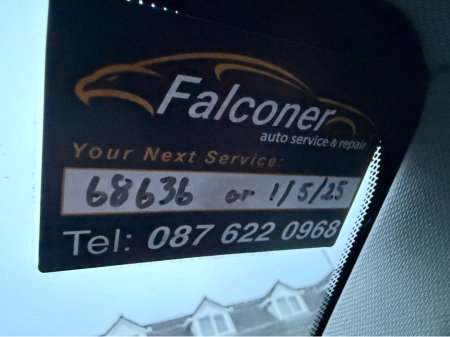 Falconer
auto service & repair
Your Next Service:
68636 or 1/5/25
Tel: 087 622 0968